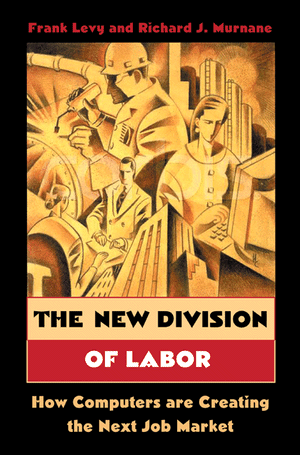 Frank Levy and Richard J. Murnane
THE NEW DIVISION
OF LABOR
How Computers are Creating
the Next Job Market